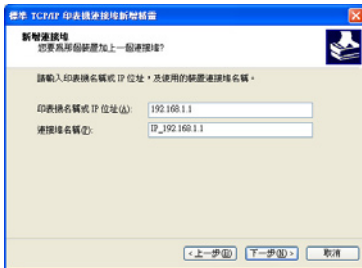 標準 TCP/IP 印表機連接埠新增精靈
新增連接埠
您要為那個裝置加上一個連接埠?
請輸入印表機名稱或 IP 位址，及使用的裝置連接埠名稱。
印表機名稱或 IP 位址(A): 192.168.1.1
連接埠名稱(P): IP_192.168.1.1
<上一步(B) 下一步(N)> 取消